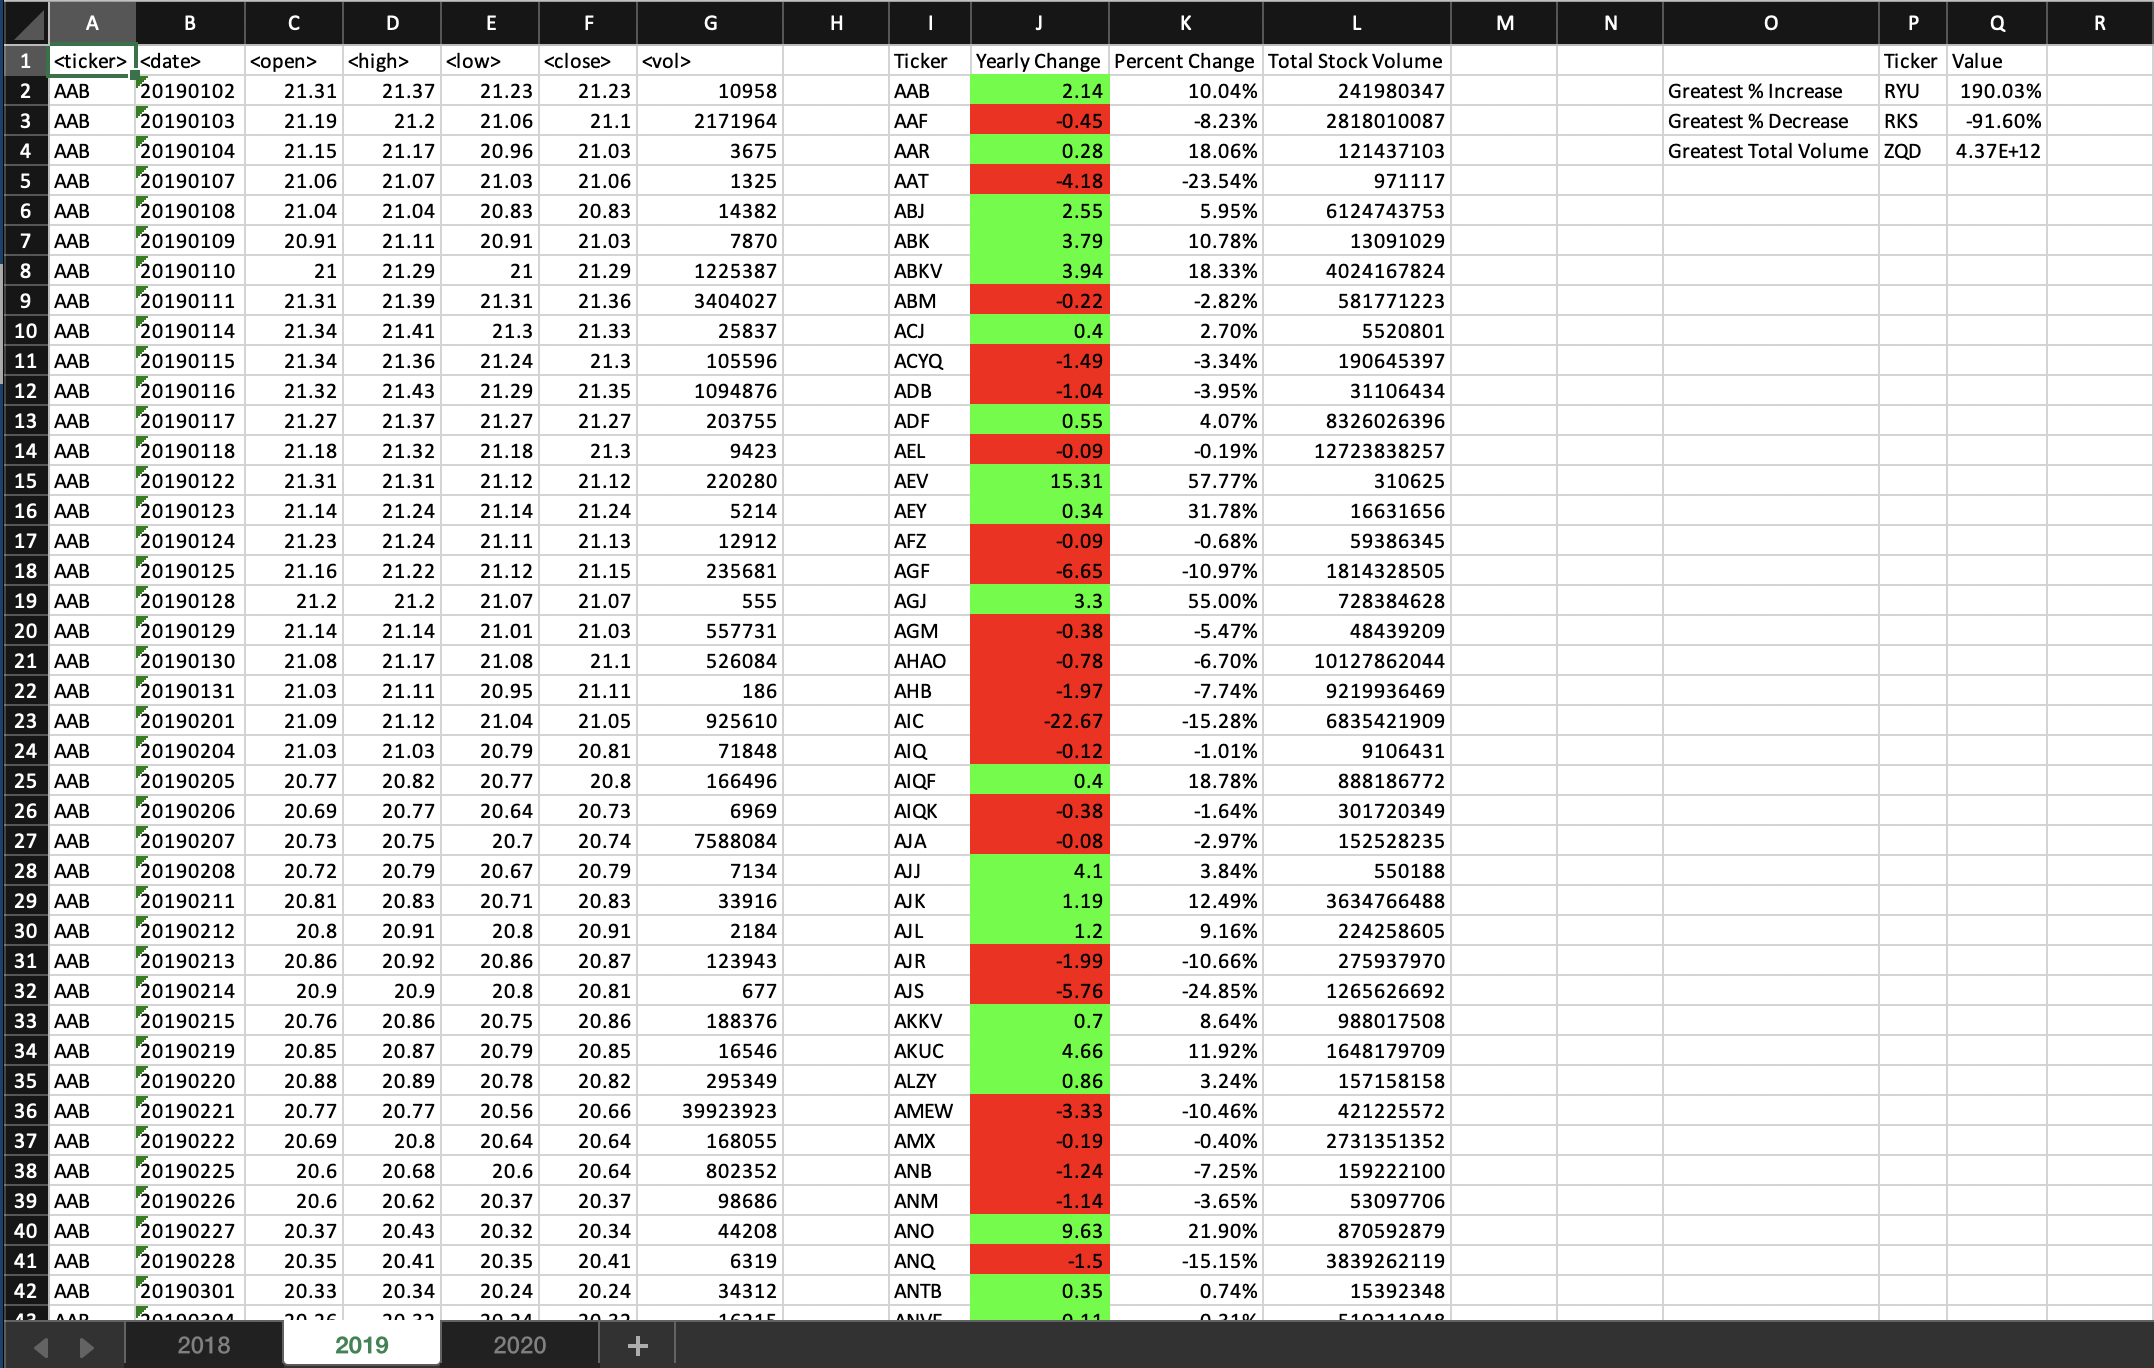 A B C D E F G H I J K L M N O P Q R
1 <ticker> <date> <open> <high> <low> <close> <vol> Ticker Yearly Change Percent Change Total Stock Volume Ticker Value
2 AAB 20190102 21.31 21.37 21.23 21.23 10958 AAB 2.14 10.04% 241980347 Greatest % Increase RYU 190.03%
3 AAB 20190103 21.19 21.2 21.06 21.1 2171964 AAF -0.45 -8.23% 2818010087 Greatest % Decrease RKS -91.60%
4 AAB 20190104 21.15 21.17 20.96 21.03 3675 AAR 0.28 18.06% 121437103 Greatest Total Volume ZQD 4.37E+12
5 AAB 20190107 21.06 21.07 21.03 21.06 1325 AAT -4.18 -23.54% 971117
6 AAB 20190108 21.04 21.04 20.83 20.83 14382 ABJ 2.55 5.95% 6124743753
7 AAB 20190109 20.91 21.11 20.91 21.03 7870 ABK 3.79 10.78% 13091029
8 AAB 20190110 21 21.29 21 21.29 1225387 ABKV 3.94 18.33% 4024167824
9 AAB 20190111 21.31 21.39 21.31 21.36 3404027 ABM -0.22 -2.82% 581771223
10 AAB 20190114 21.34 21.41 21.3 21.33 25837 ACJ 0.4 2.70% 5520801
11 AAB 20190115 21.34 21.36 21.24 21.3 105596 ACYQ -1.49 -3.34% 190645397
12 AAB 20190116 21.32 21.43 21.29 21.35 1094876 ADB -1.04 -3.95% 31106434
13 AAB 20190117 21.27 21.37 21.27 21.27 203755 ADF 0.55 4.07% 8326026396
14 AAB 20190118 21.18 21.32 21.18 21.3 9423 AEL -0.09 -0.19% 12723838257
15 AAB 20190122 21.31 21.31 21.12 21.12 220280 AEV 15.31 57.77% 310625
16 AAB 20190123 21.14 21.24 21.14 21.24 5214 AEY 0.34 31.78% 16631656
17 AAB 20190124 21.23 21.24 21.11 21.13 12912 AFZ -0.09 -0.68% 59386345
18 AAB 20190125 21.16 21.22 21.12 21.15 235681 AGF -6.65 -10.97% 1814328505
19 AAB 20190128 21.2 21.2 21.07 21.07 555 AGJ 3.3 55.00% 728384628
20 AAB 20190129 21.14 21.14 21.01 21.03 557731 AGM -0.38 -5.47% 48439209
21 AAB 20190130 21.08 21.17 21.08 21.1 526084 AHAO -0.78 -6.70% 10127862044
22 AAB 20190131 21.03 21.11 20.95 21.11 186 AHB -1.97 -7.74% 9219936469
23 AAB 20190201 21.09 21.12 21.04 21.05 925610 AIC -22.67 -15.28% 6835421909
24 AAB 20190204 21.03 21.03 20.79 20.81 71848 AIQ -0.12 -1.01% 9106431
25 AAB 20190205 20.77 20.82 20.77 20.8 166496 AIQF 0.4 18.78% 888186772
26 AAB 20190206 20.69 20.77 20.64 20.73 6969 AIQK -0.38 -1.64% 301720349
27 AAB 20190207 20.73 20.75 20.7 20.74 7588084 AJA -0.08 -2.97% 152528235
28 AAB 20190208 20.72 20.79 20.67 20.79 7134 AJJ 4.1 3.84% 550188
29 AAB 20190211 20.81 20.83 20.71 20.83 33916 AJK 1.19 12.49% 3634766488
30 AAB 20190212 20.8 20.91 20.8 20.91 2184 AJL 1.2 9.16% 224258605
31 AAB 20190213 20.86 20.92 20.86 20.87 123943 AJR -1.99 -10.66% 275937970
32 AAB 20190214 20.9 20.9 20.8 20.81 677 AJS -5.76 -24.85% 1265626692
33 AAB 20190215 20.76 20.86 20.75 20.86 188376 AKKV 0.7 8.64% 988017508
34 AAB 20190219 20.85 20.87 20.79 20.85 16546 AKUC 4.66 11.92% 1648179709
35 AAB 20190220 20.88 20.89 20.78 20.82 295349 ALZY 0.86 3.24% 157158158
36 AAB 20190221 20.77 20.77 20.56 20.66 39923923 AMEW -3.33 -10.46% 421225572
37 AAB 20190222 20.69 20.8 20.64 20.64 168055 AMX -0.19 -0.40% 2731351352
38 AAB 20190225 20.6 20.68 20.6 20.64 802352 ANB -1.24 -7.25% 159222100
39 AAB 20190226 20.6 20.62 20.37 20.37 98686 ANM -1.14 -3.65% 53097706
40 AAB 20190227 20.37 20.43 20.32 20.34 44208 ANO 9.63 21.90% 870592879
41 AAB 20190228 20.35 20.41 20.35 20.41 6319 ANQ -1.5 -15.15% 3839262119
42 AAB 20190301 20.33 20.34 20.24 20.24 34312 ANTB 0.35 0.74% 15392348
2018 2019 2020 +